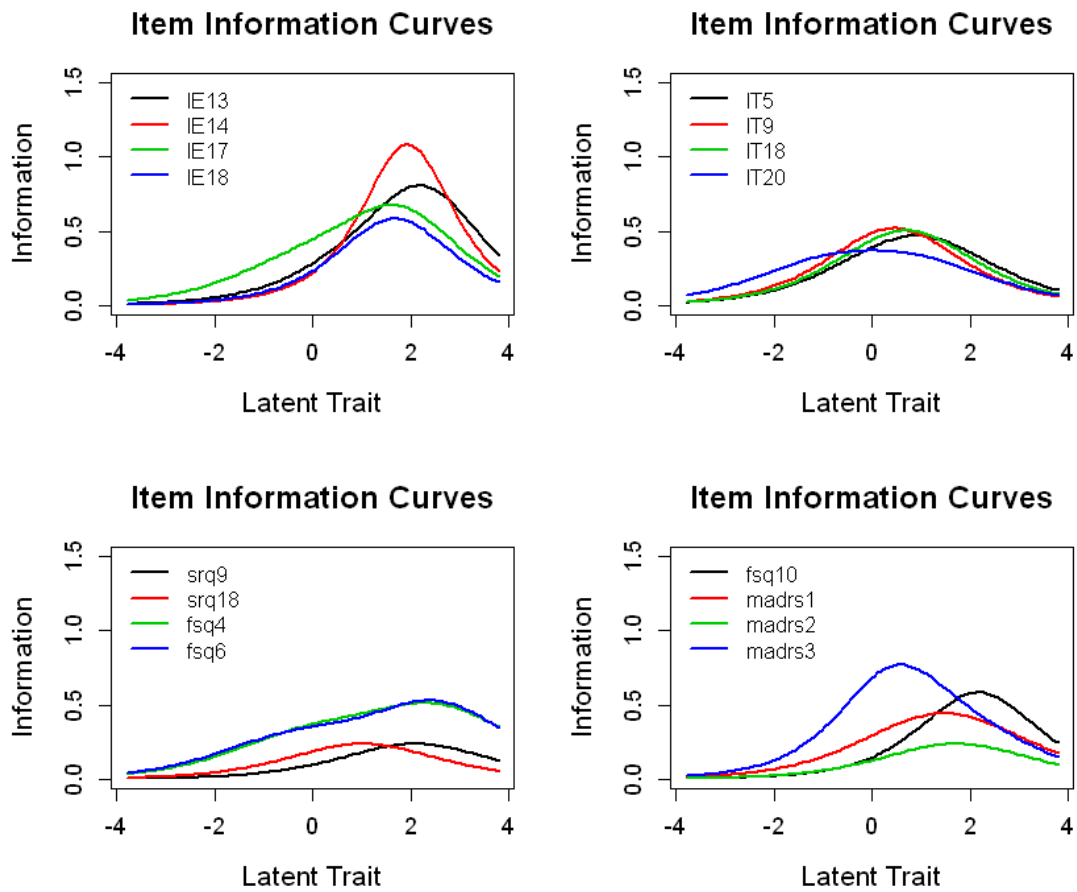 Item Information Curves
Information
1.5
1.0
0.5
0.0
IE13
IE14
IE17
IE18
-4 -2 0 2 4
Latent Trait
Item Information Curves
Information
1.5
1.0
0.5
0.0
IT5
IT9
IT18
IT20
-4 -2 0 2 4
Latent Trait
Item Information Curves
Information
1.5
1.0
0.5
0.0
srq9
srq18
fsq4
fsq6
-4 -2 0 2 4
Latent Trait
Item Information Curves
Information
1.5
1.0
0.5
0.0
fsq10
madrs1
madrs2
madrs3
-4 -2 0 2 4
Latent Trait